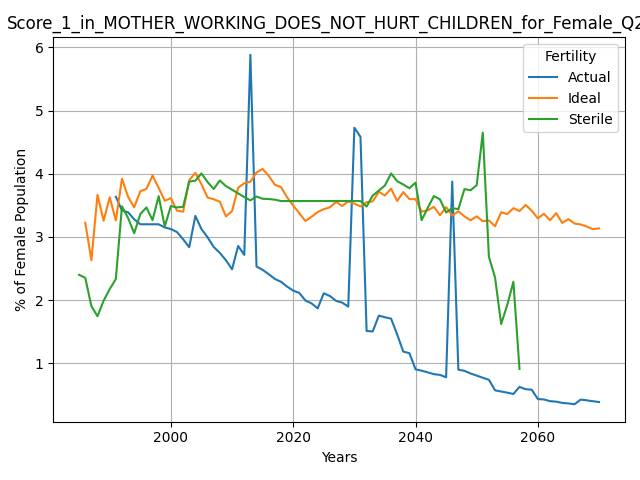 Score_1_in_MOTHER_WORKING_DOES_NOT_HURT_CHILDREN_for_Female_Q2
Fertility
Actual
Ideal
Sterile
% of Female Population
6
5
4
3
2
1
2000 2020 2040 2060
Years